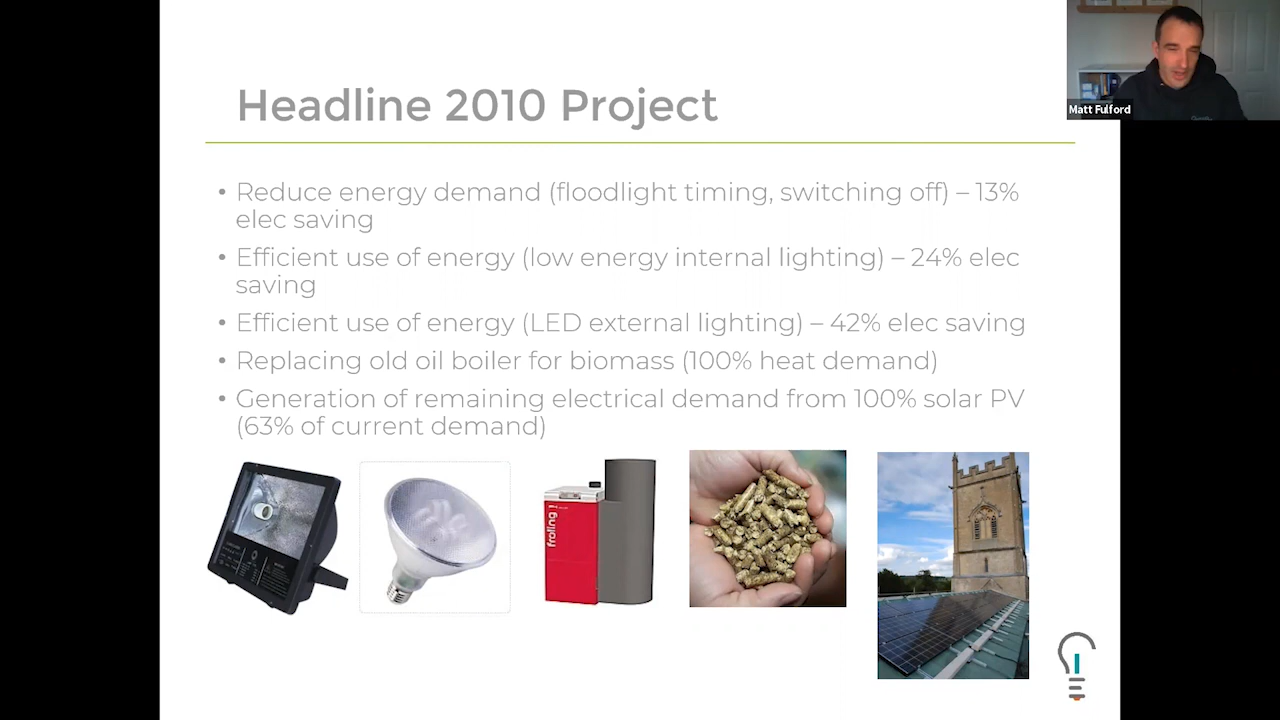 Headline 2010 Project
Matt Fulford
• Reduce energy demand (floodlight timing, switching off) – 13%
elec saving
• Efficient use of energy (low energy internal lighting) – 24% elec
saving
• Efficient use of energy (LED external lighting) – 42% elec saving
• Replacing old oil boiler for biomass (100% heat demand)
• Generation of remaining electrical demand from 100% solar PV
(63% of current demand)
froling